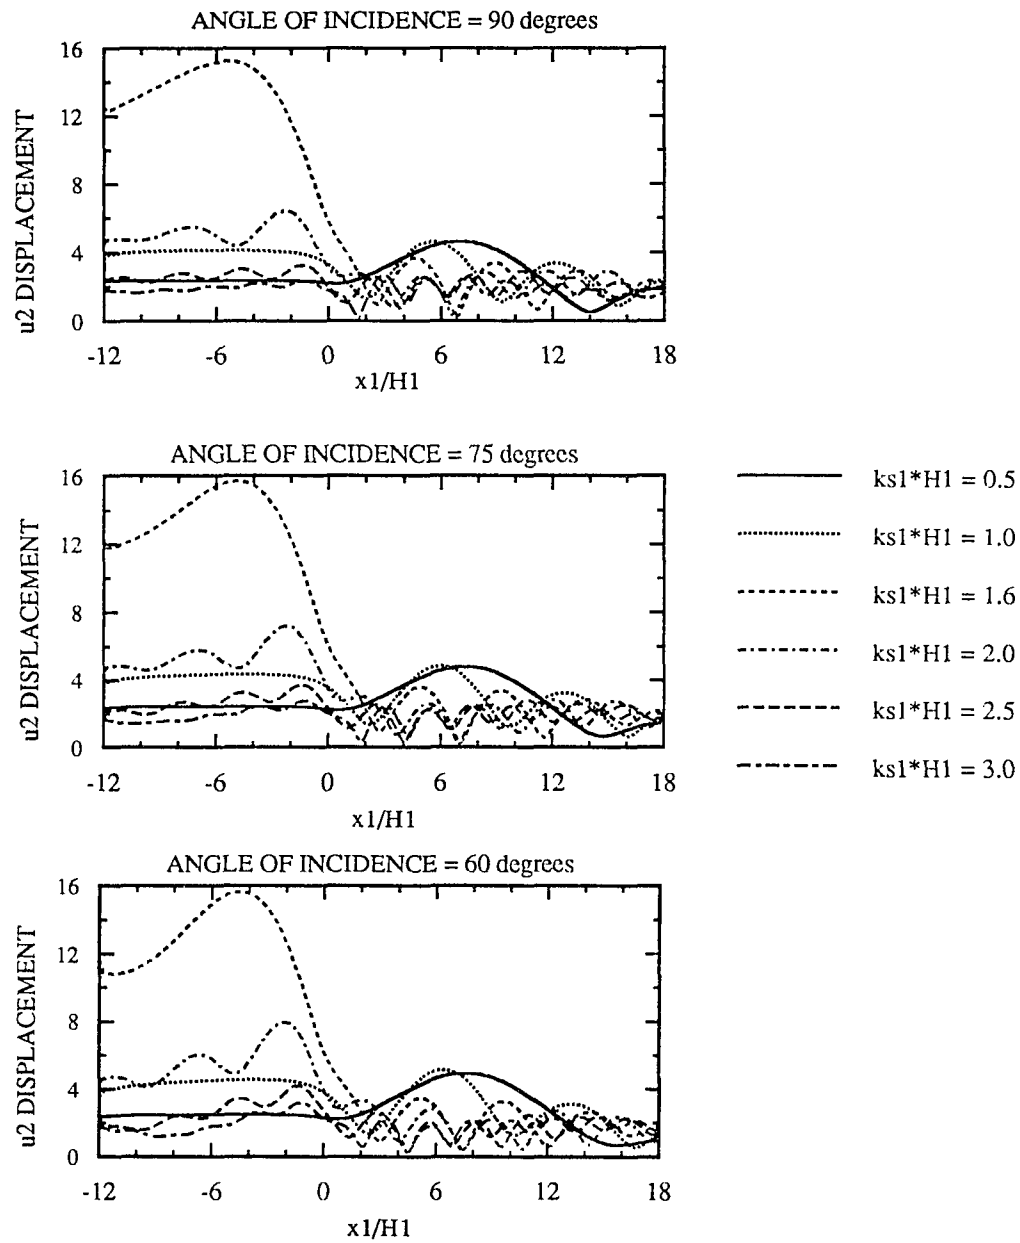 ANGLE OF INCIDENCE = 90 degrees
16
12
8
4
0
u2 DISPLACEMENT
-12 -6 0 6 12 18
x1/H1
ANGLE OF INCIDENCE = 75 degrees
16
12
8
4
0
u2 DISPLACEMENT
-12 -6 0 6 12 18
x1/H1
ks1*H1 = 0.5
ks1*H1 = 1.0
ks1*H1 = 1.6
ks1*H1 = 2.0
ks1*H1 = 2.5
ks1*H1 = 3.0
ANGLE OF INCIDENCE = 60 degrees
16
12
8
4
0
u2 DISPLACEMENT
-12 -6 0 6 12 18
x1/H1